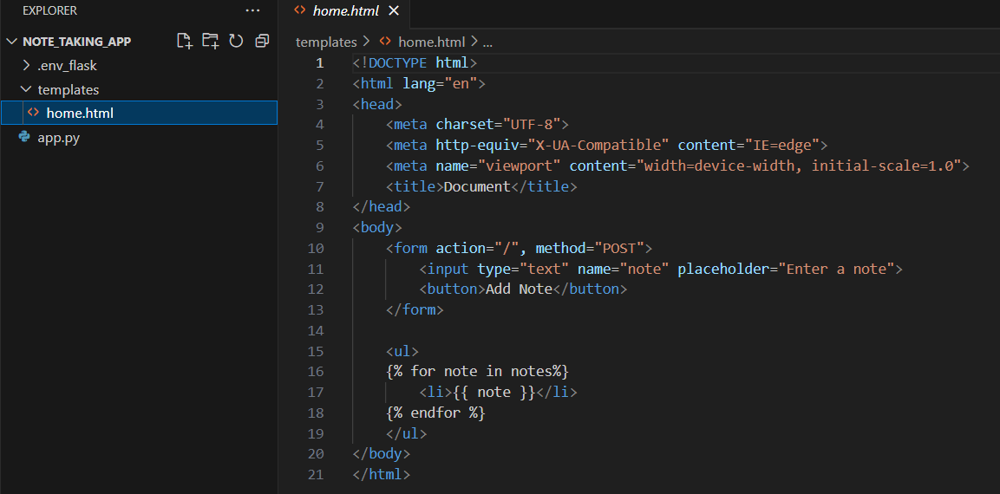 EXPLORER
···
home.html
NOTE_TAKING_APP
.env_flask
templates
home.html
app.py
templates > home.html > ...
1 <!DOCTYPE html>
2 <html lang="en">
3 <head>
4     <meta charset="UTF-8">
5     <meta http-equiv="X-UA-Compatible" content="IE=edge">
6     <meta name="viewport" content="width=device-width, initial-scale=1.0">
7     <title>Document</title>
8 </head>
9 <body>
10     <form action="/", method="POST">
11         <input type="text" name="note" placeholder="Enter a note">
12         <button>Add Note</button>
13     </form>
14
15     <ul>
16     {% for note in notes%}
17         <li>{{ note }}</li>
18     {% endfor %}
19     </ul>
20 </body>
21 </html>